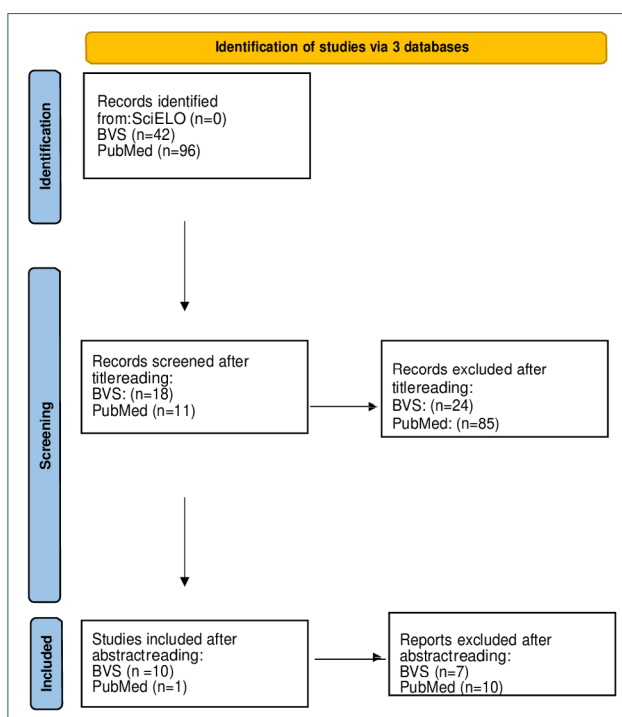 Identification of studies via 3 databases
Identification
Records identified
from:SciELO (n=0)
BVS (n=42)
PubMed (n=96)
Screening
Records screened after
titlereading:
BVS: (n=18)
PubMed (n=11)
Records excluded after
titlereading:
BVS: (n=24)
PubMed: (n=85)
Included
Studies included after
abstractreading:
BVS (n =10)
PubMed (n=1)
Reports excluded after
abstractreading:
BVS (n=7)
PubMed (n=10)